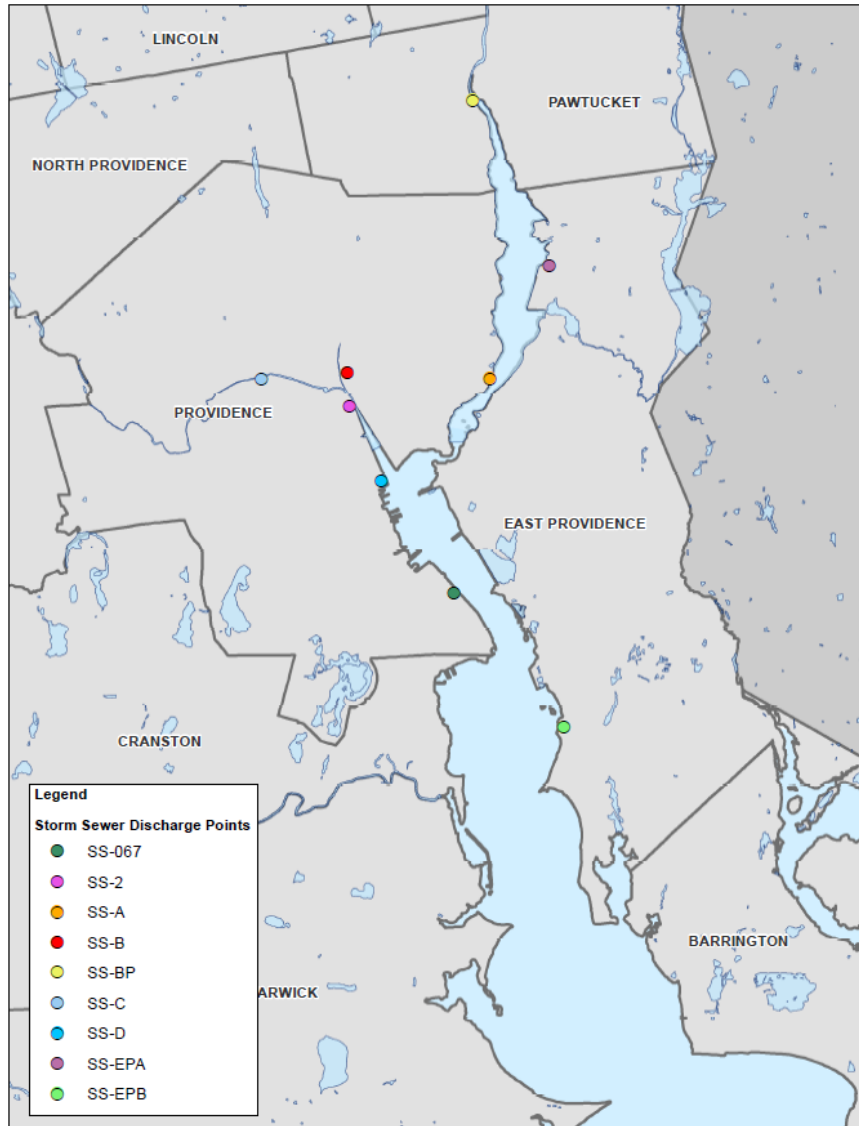 LINCOLN
PAWTUCKET
NORTH PROVIDENCE
PROVIDENCE
EAST PROVIDENCE
CRANSTON
BARRINGTON
ARWICK
Legend
Storm Sewer Discharge Points
SS-067
SS-2
SS-A
SS-B
SS-BP
SS-C
SS-D
SS-EPA
SS-EPB